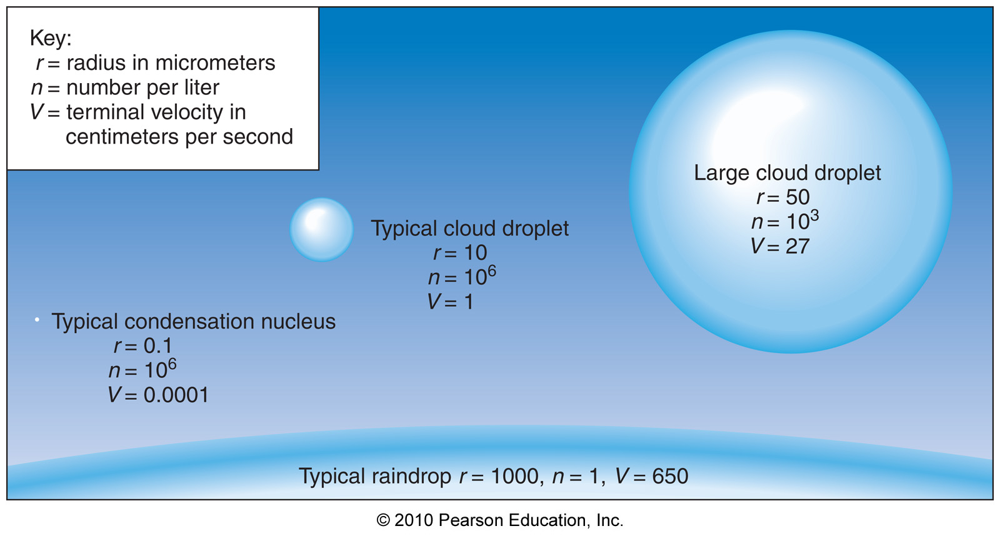 Key:
r = radius in micrometers
n = number per liter
V = terminal velocity in
centimeters per second
Large cloud droplet
r = 50
n = 10³
V = 27
Typical cloud droplet
r = 10
n = 10⁶
V = 1
Typical condensation nucleus
r = 0.1
n = 10⁶
V = 0.0001
Typical raindrop r = 1000, n = 1, V = 650
© 2010 Pearson Education, Inc.